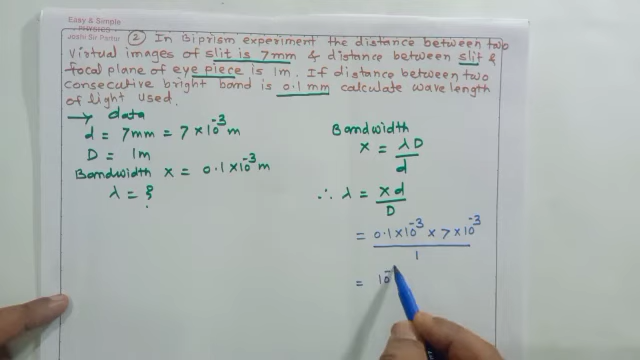 Easy & Simple
PHYSICS
Joshi Sir Partur
② In Biprism experiment the distance between two
virtual images of slit is 7mm & distance between slit &
focal plane of eye piece is 1m. If distance between two
consecutive bright band is 0.1 mm calculate wave length
of light used.
→ data
d = 7mm = 7 × 10⁻³ m
D = 1m
Bandwidth x = 0.1 × 10⁻³ m
λ = ?
Bandwidth
x = λD / d
∴ λ = xd / D
= 0.1 × 10⁻³ × 7 × 10⁻³ / 1
= 10⁻